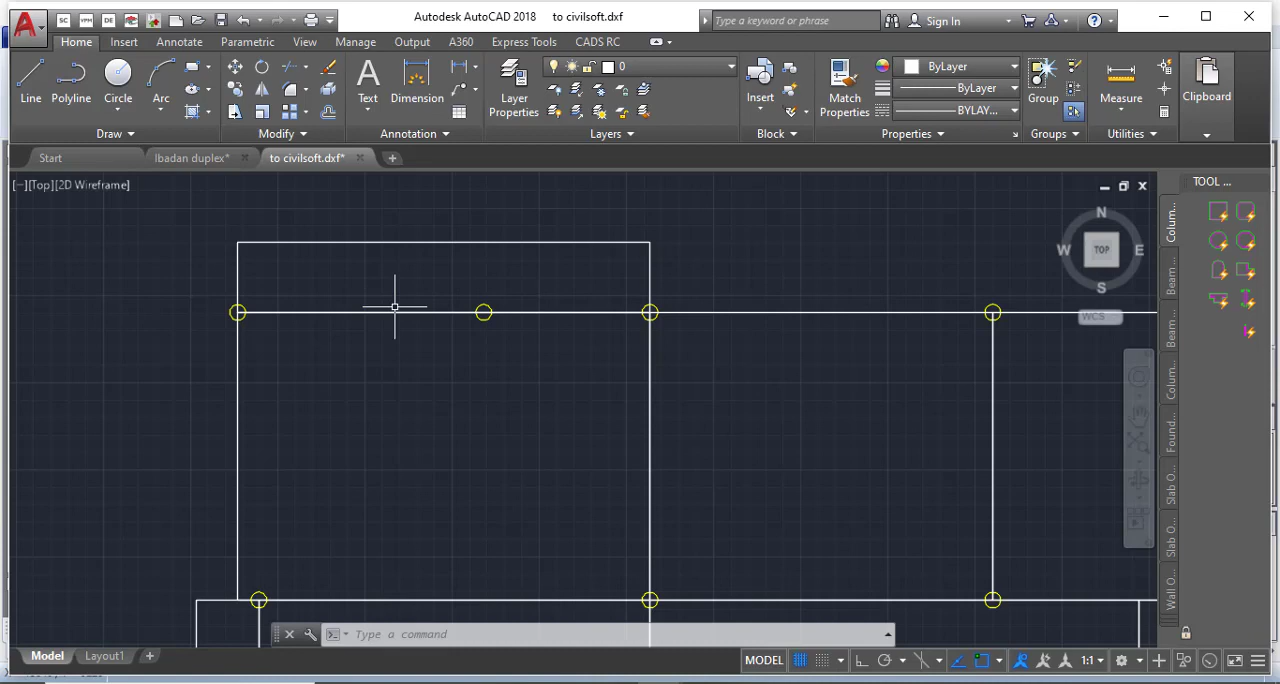 SC YPM DE
Autodesk AutoCAD 2018 to civilsoft.dxf
Type a keyword or phrase
Sign In
Home Insert Annotate Parametric View Manage Output A360 Express Tools CADS RC
Line Polyline Circle Arc
Text Dimension
Layer
Properties
0
Insert
Match
Properties
ByLayer
ByLayer
BYLAY...
Group
Measure
Clipboard
Draw Modify Annotation Layers Block Properties Groups Utilities
Start Ibadan duplex* to civilsoft.dxf*
[−][Top][2D Wireframe]
TOOL ...
N
W TOP E
S
WCS
Colum...
Beam
Beam
Colum...
Found...
Slab O...
Slab O...
Wall O...
Type a command
Model Layout1
MODEL 1:1